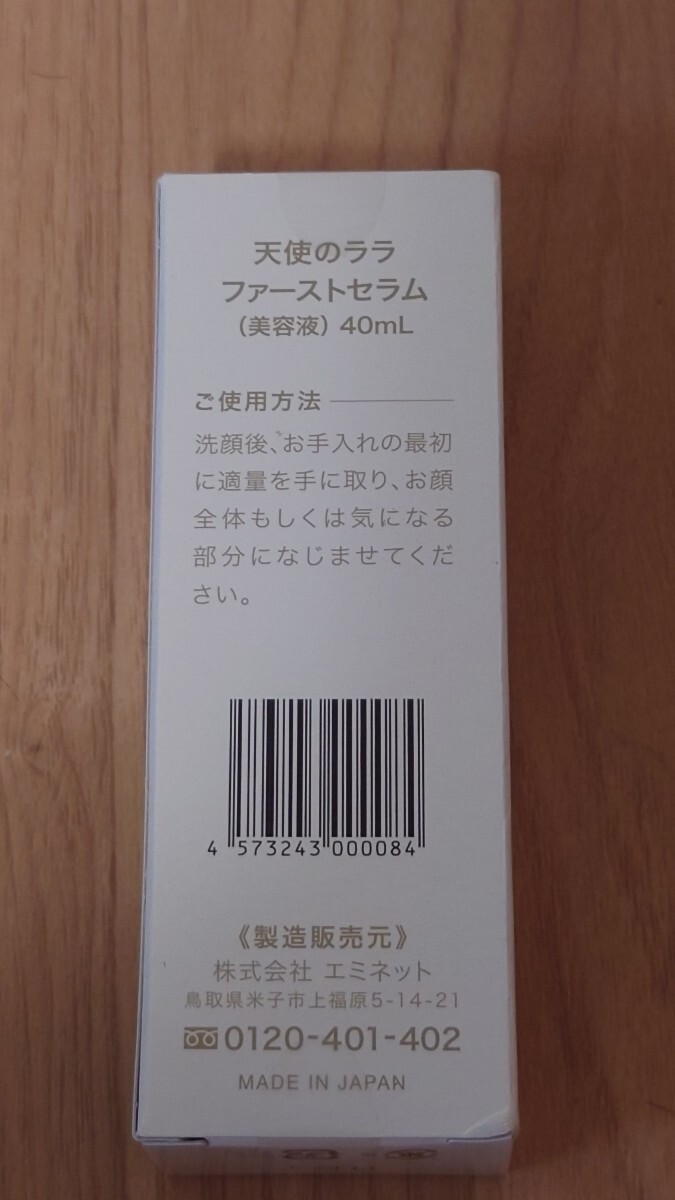 天使のララ
ファーストセラム
（美容液） 40mL
ご使用方法
洗顔後、お手入れの最初
に適量を手に取り、お顔
全体もしくは気になる
部分になじませてくだ
さい。
4 573243 000084
《製造販売元》
株式会社 エミネット
鳥取県米子市上福原5-14-21
0120-401-402
MADE IN JAPAN